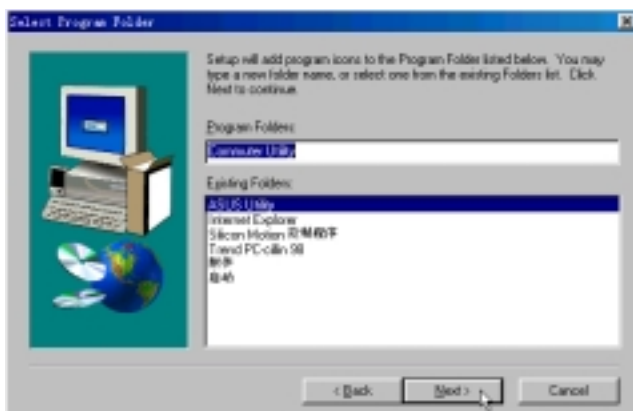 Select Program Folder
Setup will add program icons to the Program Folder listed below. You may
type a new folder name, or select one from the existing Folders list. Click
Next to continue.
Program Folders:
Commuter Utility
Existing Folders:
ASUS Utility
Internet Explorer
Silicon Motion
Trend PC-cillin 98
< Back
Next >
Cancel